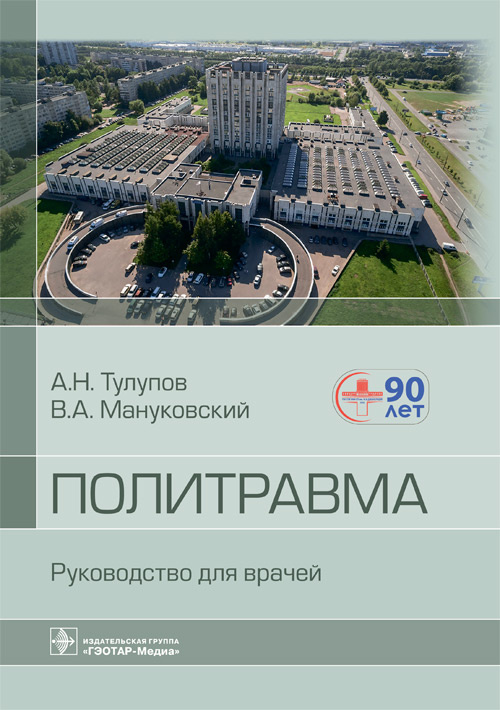 А.Н. Тулупов
В.А. Мануковский
90
лет
ПОЛИТРАВМА
Руководство для врачей
ИЗДАТЕЛЬСКАЯ ГРУППА
«ГЭОТАР-Медиа»